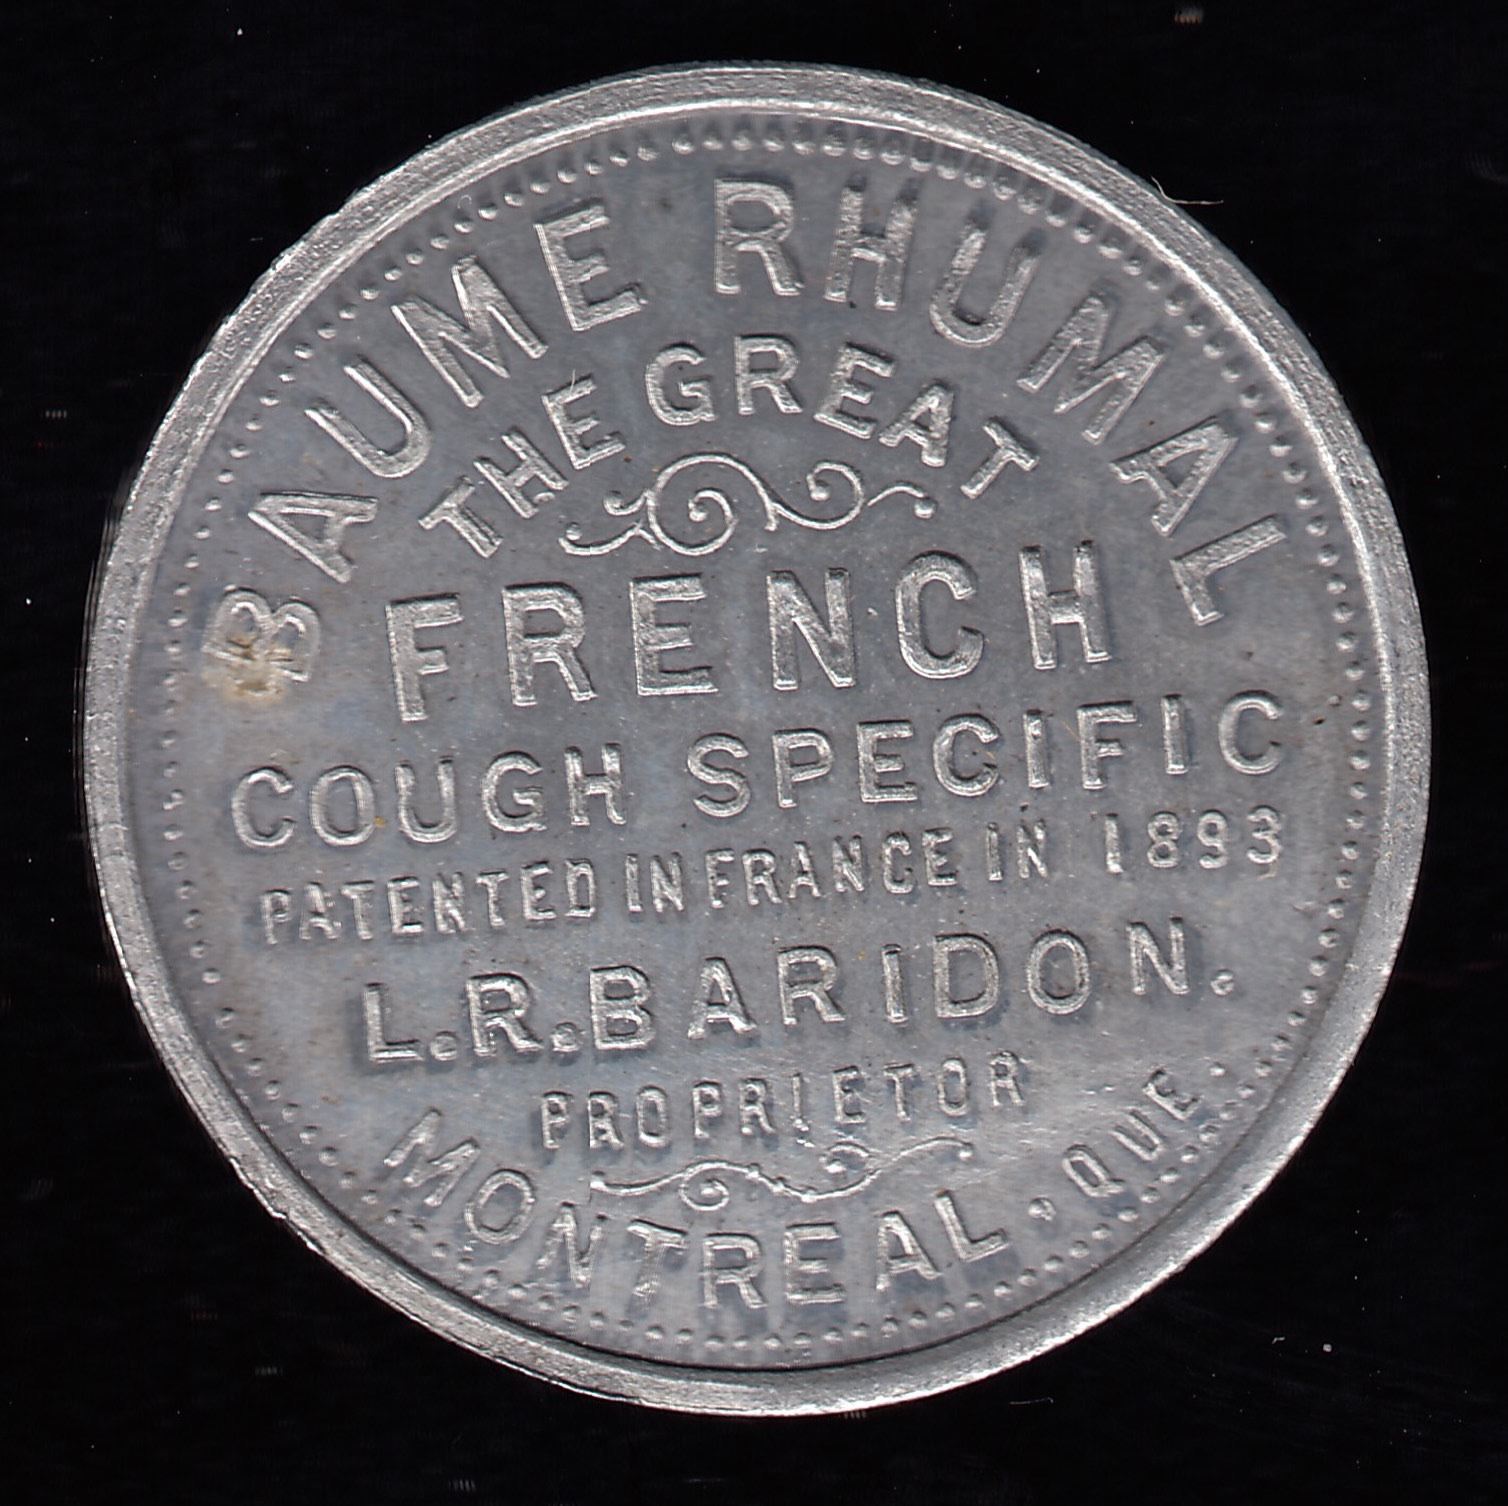 BAUME RHUMAL
THE GREAT
FRENCH
COUGH SPECIFIC
PATENTED IN FRANCE IN 1893
L.R.BARIDON.
PROPRIETOR
MONTREAL, QUE.